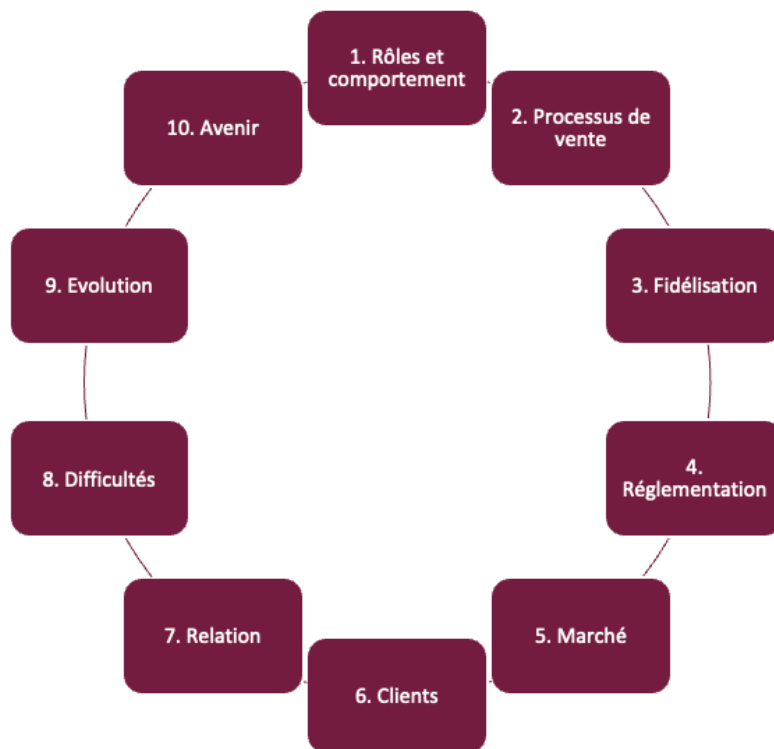 1. Rôles et
comportement
2. Processus de
vente
3. Fidélisation
4.
Réglementation
5. Marché
6. Clients
7. Relation
8. Difficultés
9. Evolution
10. Avenir